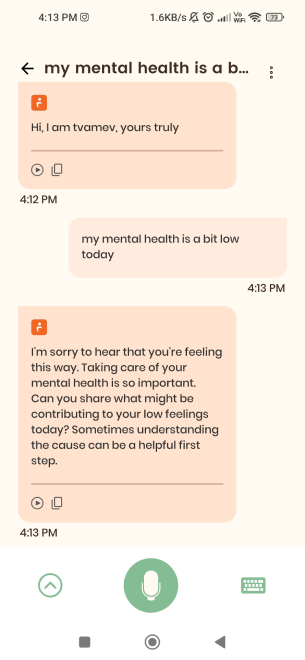 4:13 PM
1.6KB/s
Vo
WiFi
73
my mental health is a b...
Hi, I am tvamev, yours truly
4:12 PM
my mental health is a bit low
today
4:13 PM
I'm sorry to hear that you're feeling
this way. Taking care of your
mental health is so important.
Can you share what might be
contributing to your low feelings
today? Sometimes understanding
the cause can be a helpful first
step.
4:13 PM